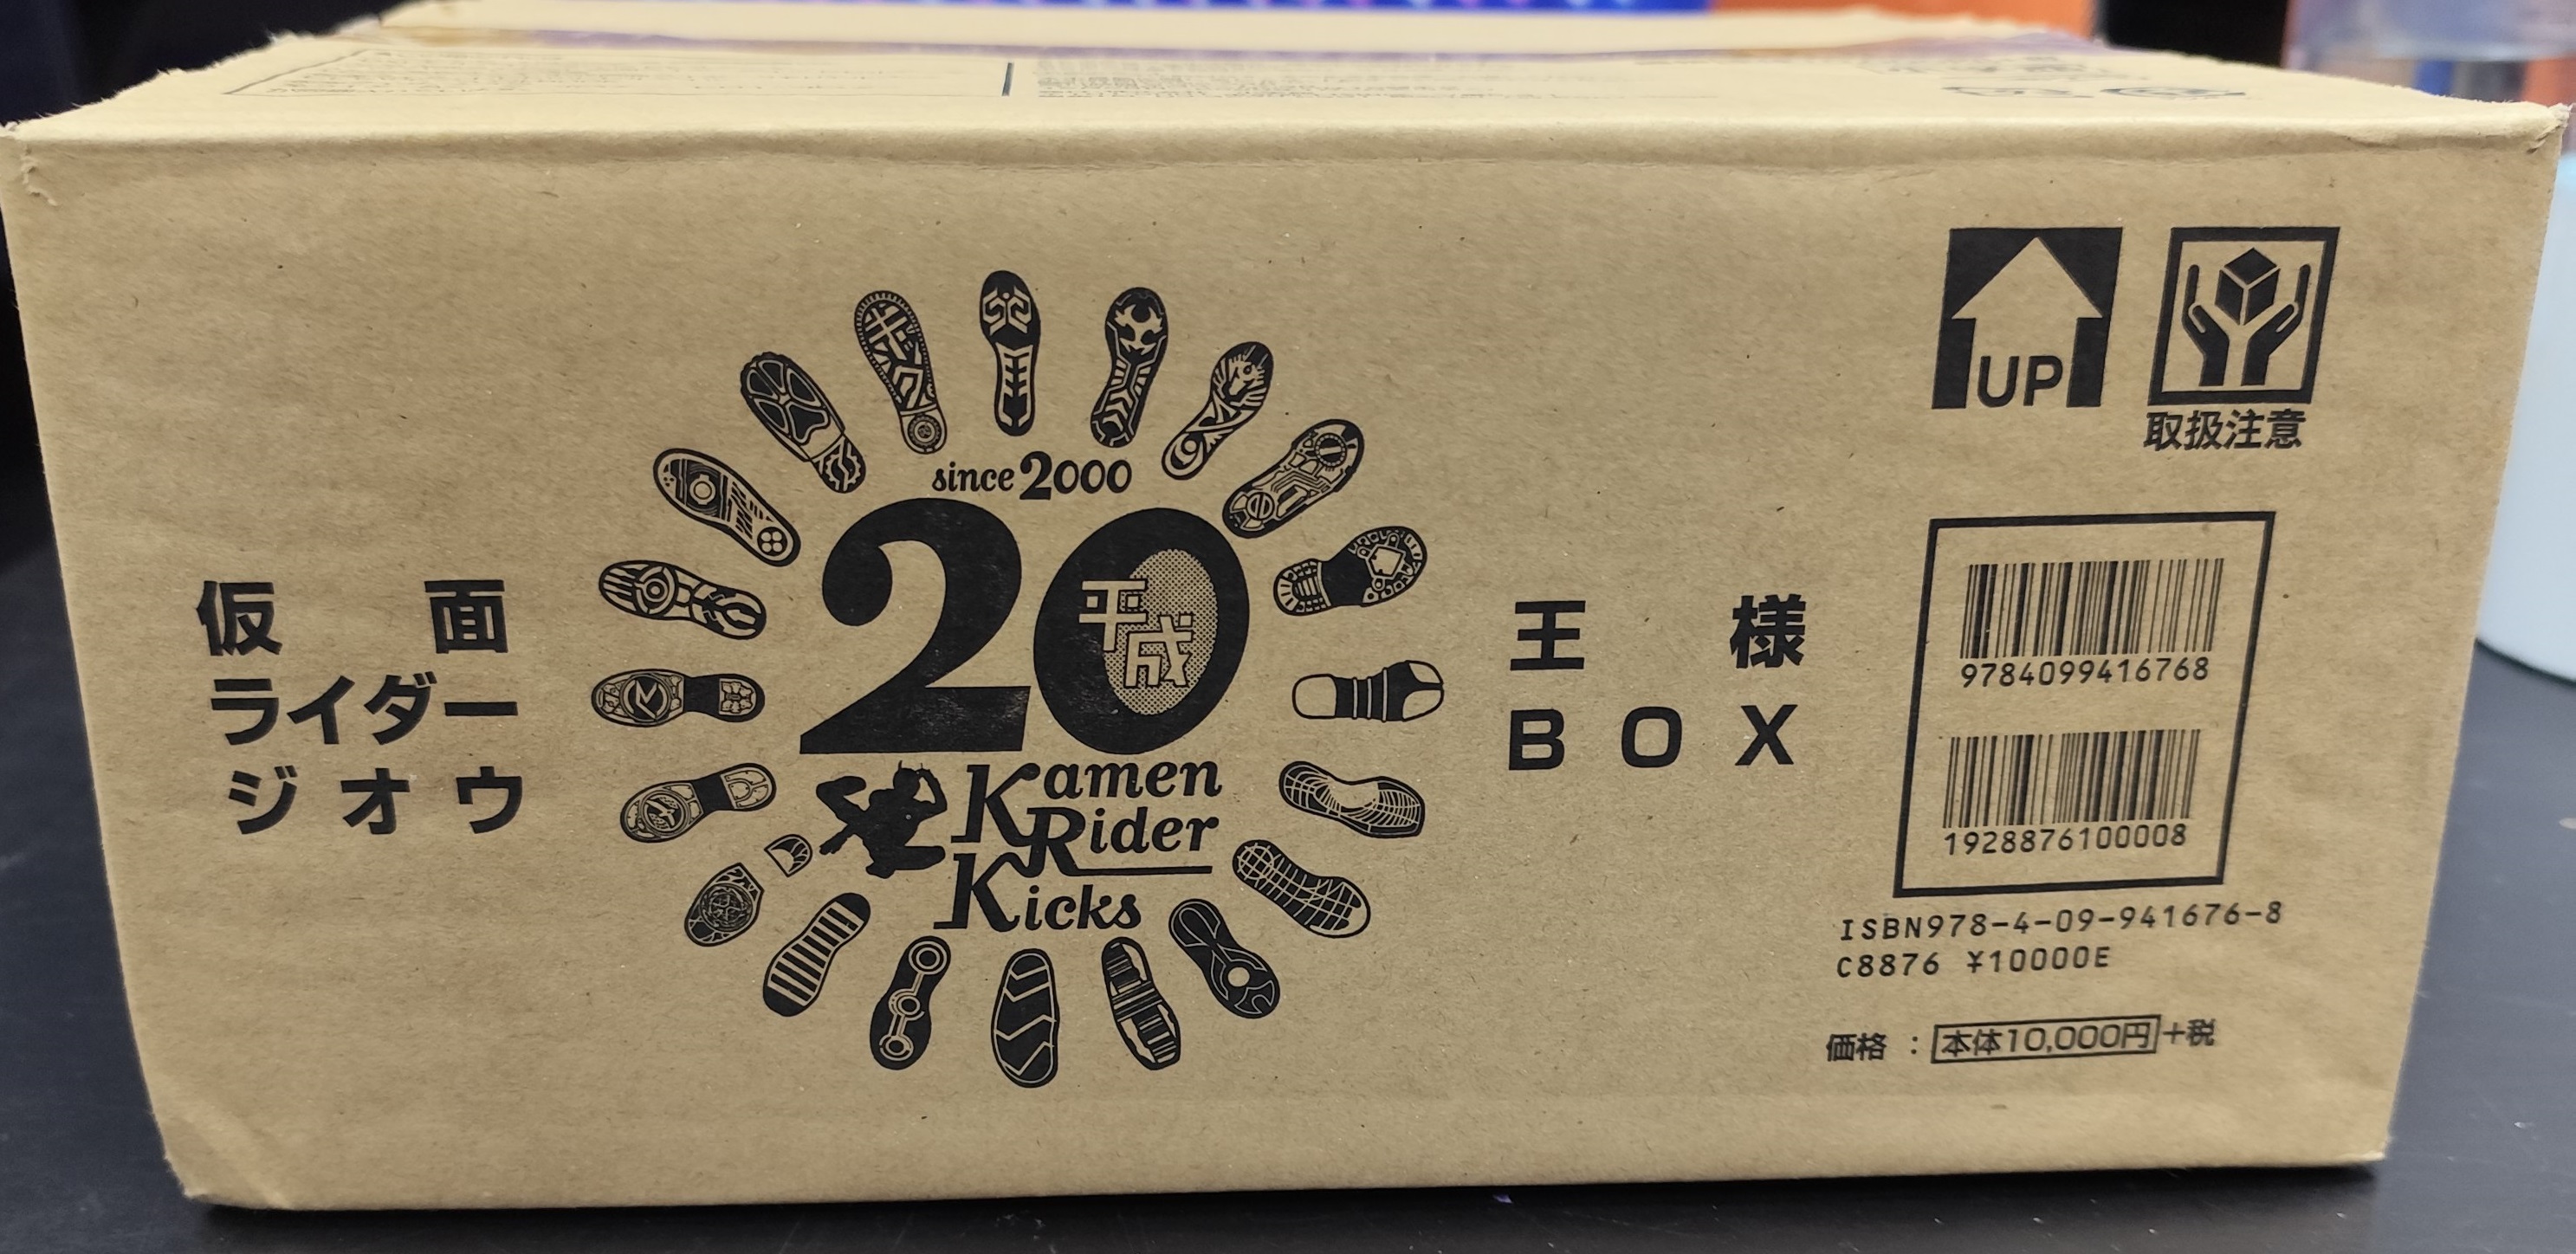 since 2000
20
平成
Kamen
Rider
Kicks
仮面
ライダー
ジオウ
王様
BOX
UP
取扱注意
9784099416768
1928876100008
ISBN978-4-09-941676-8
C8876 ¥10000E
価格：本体10,000円+税